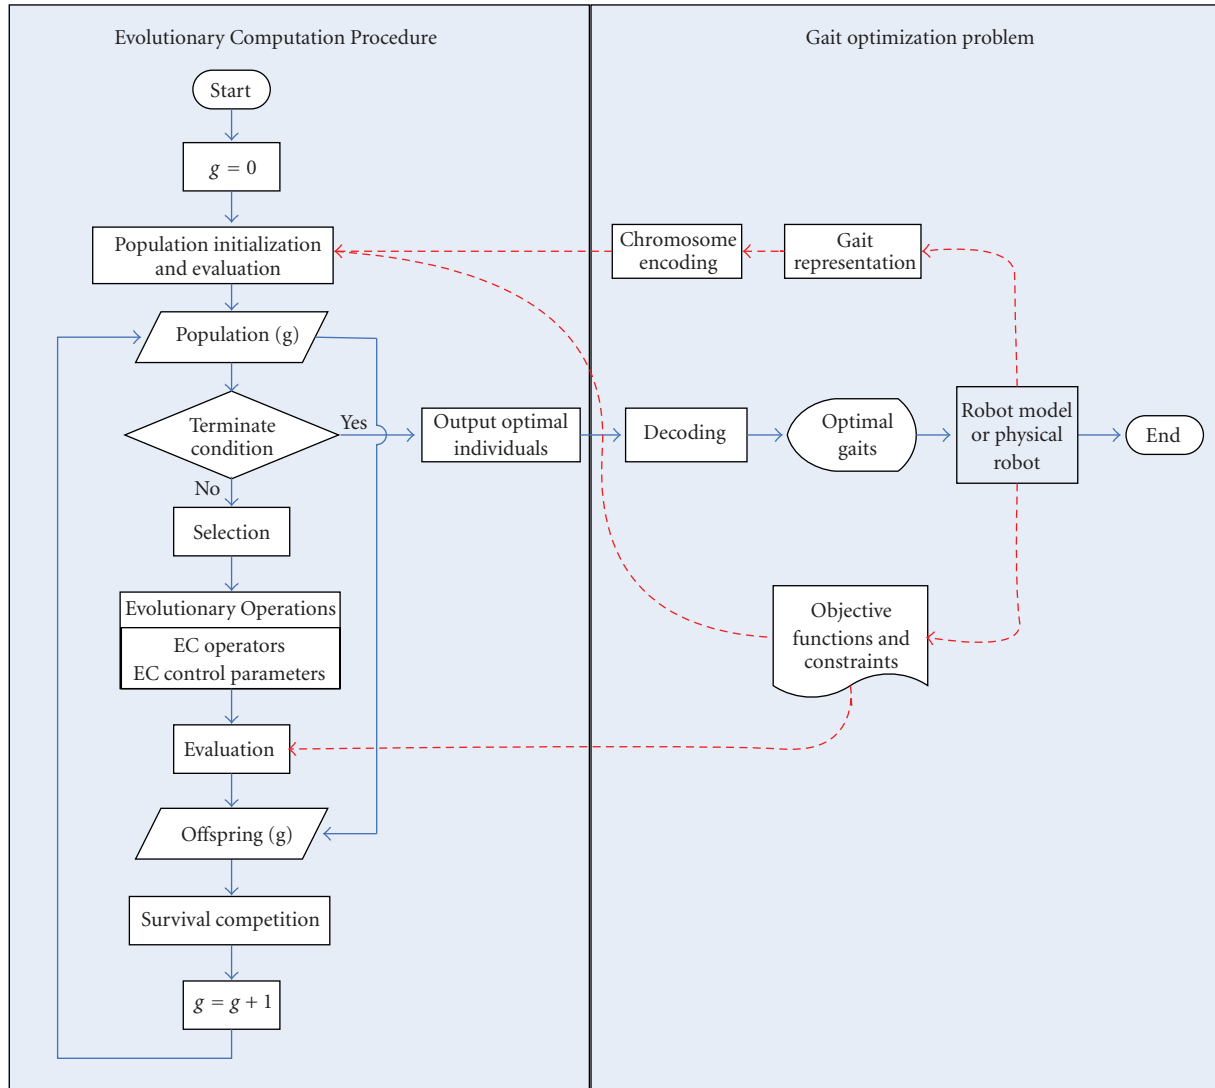 Evolutionary Computation Procedure
Start
g = 0
Population initialization
and evaluation
Population (g)
Terminate
condition
Yes
No
Output optimal
individuals
Selection
Evolutionary Operations
EC operators
EC control parameters
Evaluation
Offspring (g)
Survival competition
g = g + 1
Gait optimization problem
Chromosome
encoding
Gait
representation
Decoding
Optimal
gaits
Robot model
or physical
robot
End
Objective
functions and
constraints